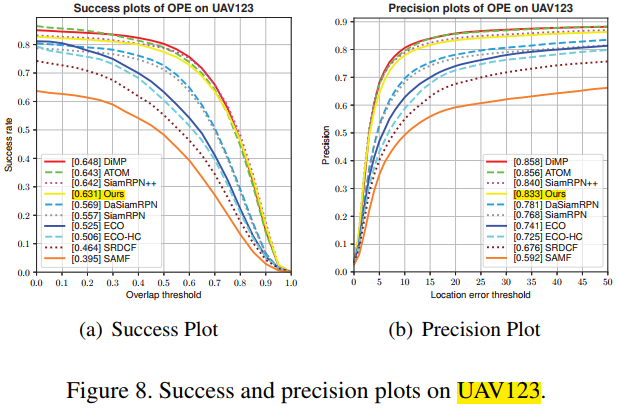 Success plots of OPE on UAV123
Success rate
0.8
0.7
0.6
0.5
0.4
0.3
0.2
0.1
0.0
[0.648] DiMP
[0.643] ATOM
[0.642] SiamRPN++
[0.631] Ours
[0.569] DaSiamRPN
[0.557] SiamRPN
[0.525] ECO
[0.506] ECO-HC
[0.464] SRDCF
[0.395] SAMF
0.0 0.1 0.2 0.3 0.4 0.5 0.6 0.7 0.8 0.9 1.0
Overlap threshold
(a) Success Plot
Precision plots of OPE on UAV123
Precision
0.9
0.8
0.7
0.6
0.5
0.4
0.3
0.2
0.1
0.0
[0.858] DiMP
[0.856] ATOM
[0.840] SiamRPN++
[0.833] Ours
[0.781] DaSiamRPN
[0.768] SiamRPN
[0.741] ECO
[0.725] ECO-HC
[0.676] SRDCF
[0.592] SAMF
0 5 10 15 20 25 30 35 40 45 50
Location error threshold
(b) Precision Plot
Figure 8. Success and precision plots on UAV123.